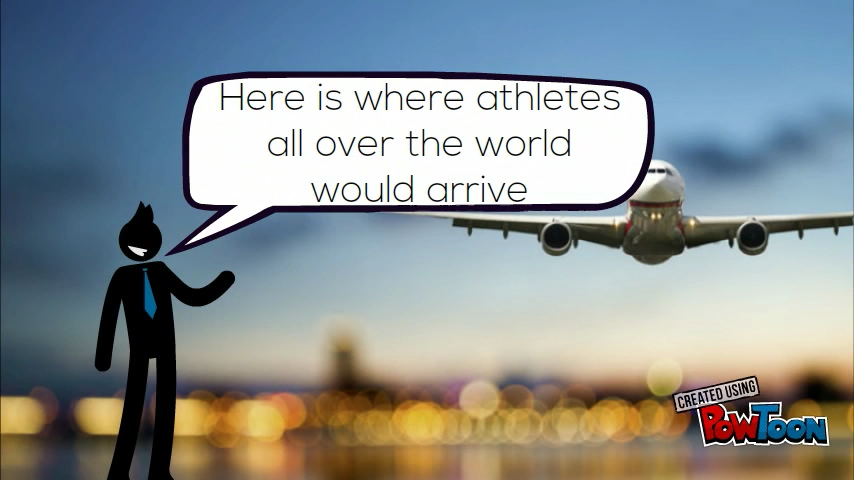 Here is where athletes
all over the world
would arrive
CREATED USING
POWTOON